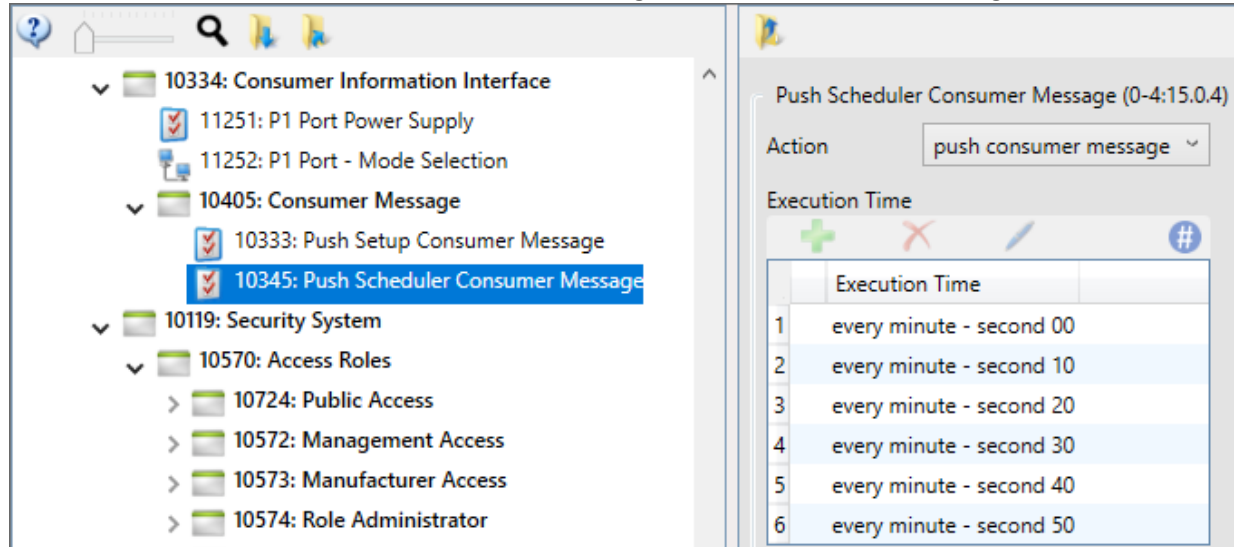 10334: Consumer Information Interface
11251: P1 Port Power Supply
11252: P1 Port - Mode Selection
10405: Consumer Message
10333: Push Setup Consumer Message
10345: Push Scheduler Consumer Message
10119: Security System
10570: Access Roles
10724: Public Access
10572: Management Access
10573: Manufacturer Access
10574: Role Administrator
Push Scheduler Consumer Message (0-4:15.0.4)
Action push consumer message
Execution Time
#
Execution Time
1 every minute - second 00
2 every minute - second 10
3 every minute - second 20
4 every minute - second 30
5 every minute - second 40
6 every minute - second 50